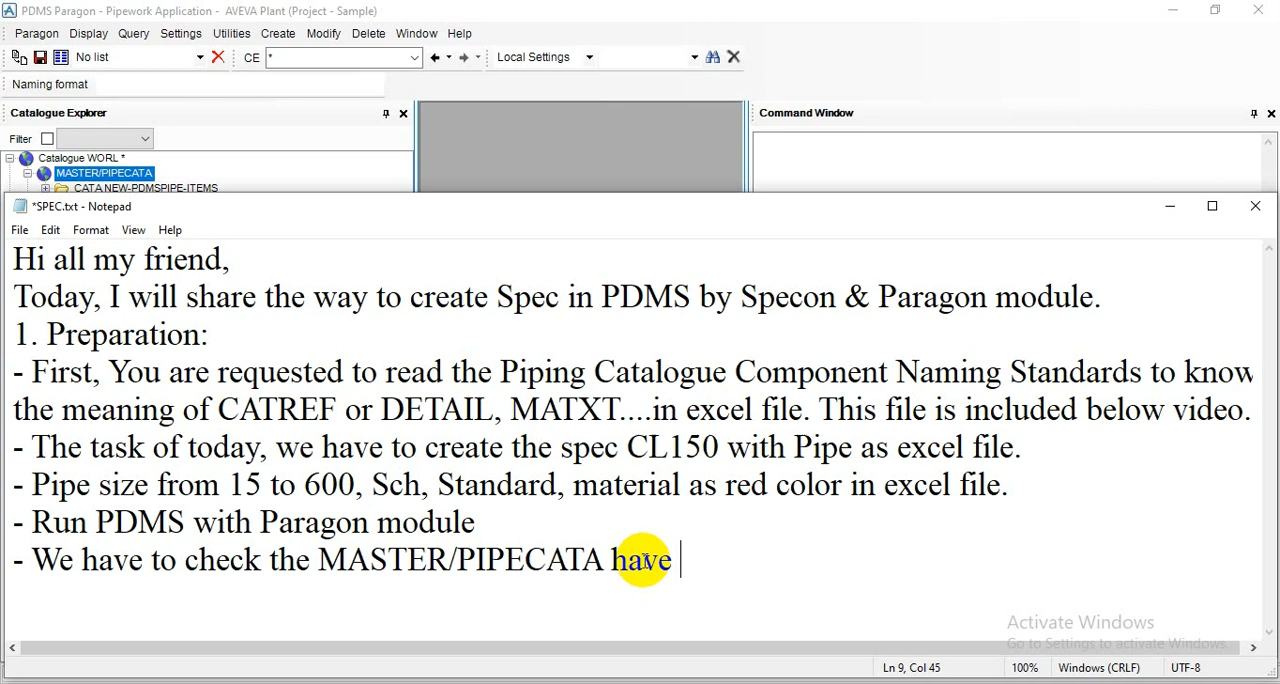 PDMS Paragon - Pipework Application - AVEVA Plant (Project - Sample)
Paragon Display Query Settings Utilities Create Modify Delete Window Help
No list CE * Local Settings
Naming format
Catalogue Explorer
Command Window
Filter
Catalogue WORL *
MASTER/PIPECATA
CATA NEW-PDMSPIPE-ITEMS
*SPEC.txt - Notepad
File Edit Format View Help
Hi all my friend,
Today, I will share the way to create Spec in PDMS by Specon & Paragon module.
1. Preparation:
- First, You are requested to read the Piping Catalogue Component Naming Standards to know
the meaning of CATREF or DETAIL, MATXT....in excel file. This file is included below video.
- The task of today, we have to create the spec CL150 with Pipe as excel file.
- Pipe size from 15 to 600, Sch, Standard, material as red color in excel file.
- Run PDMS with Paragon module
- We have to check the MASTER/PIPECATA have
Activate Windows
Go to Settings to activate Windows.
Ln 9, Col 45 100% Windows (CRLF) UTF-8